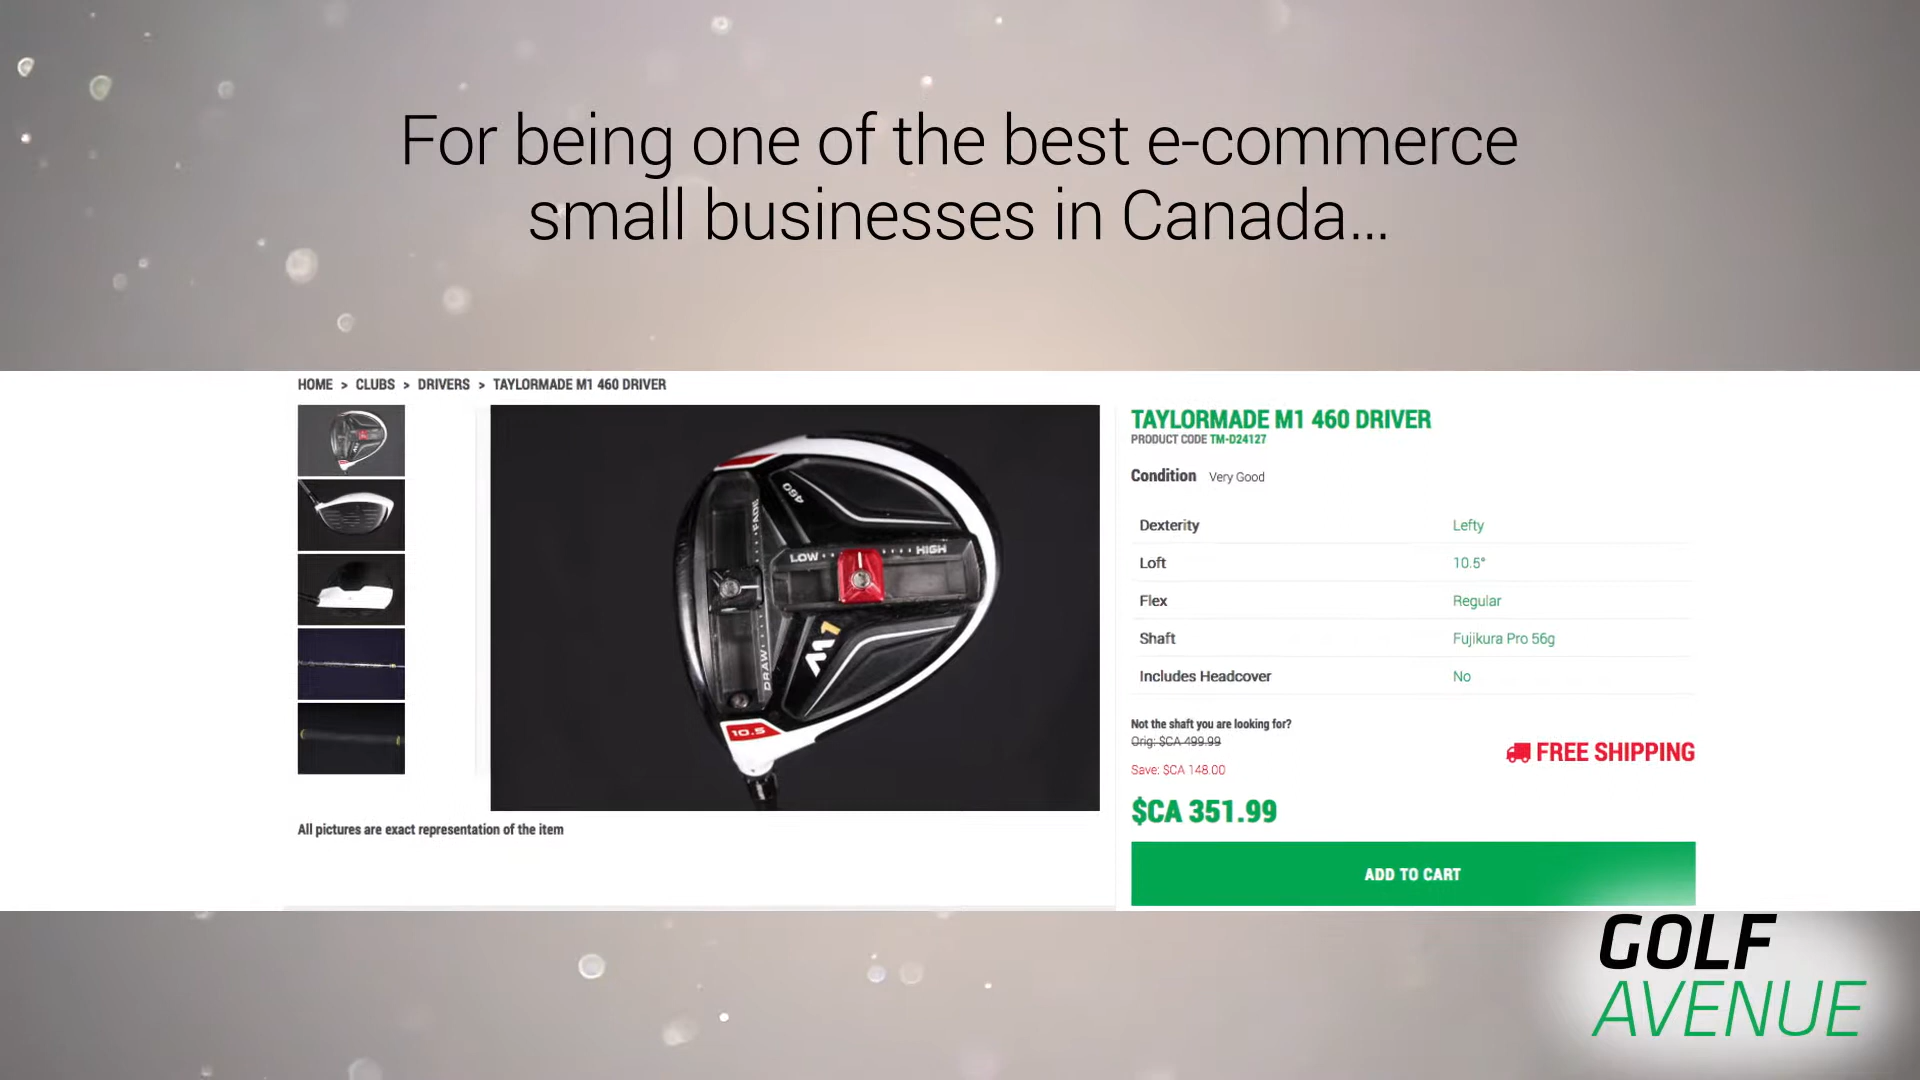 For being one of the best e-commerce
small businesses in Canada...
HOME > CLUBS > DRIVERS > TAYLORMADE M1 460 DRIVER
460
FADE
LOW HIGH
M1
DRAW
10.5
All pictures are exact representation of the item
TAYLORMADE M1 460 DRIVER
PRODUCT CODE TM-D24127
Condition Very Good
Dexterity Lefty
Loft 10.5°
Flex Regular
Shaft Fujikura Pro 56g
Includes Headcover No
Not the shaft you are looking for?
Orig: $CA 499.99
FREE SHIPPING
Save: $CA 148.00
$CA 351.99
ADD TO CART
GOLF
AVENUE